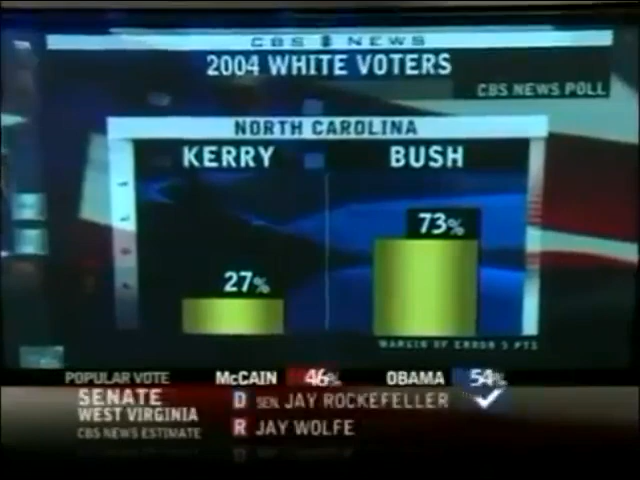 CBS NEWS
2004 WHITE VOTERS
CBS NEWS POLL
NORTH CAROLINA
KERRY BUSH
73%
27%
MARGIN OF ERROR 3 PTS
POPULAR VOTE McCAIN 46% OBAMA 54%
SENATE
WEST VIRGINIA
CBS NEWS ESTIMATE
D SEN. JAY ROCKEFELLER
R JAY WOLFE